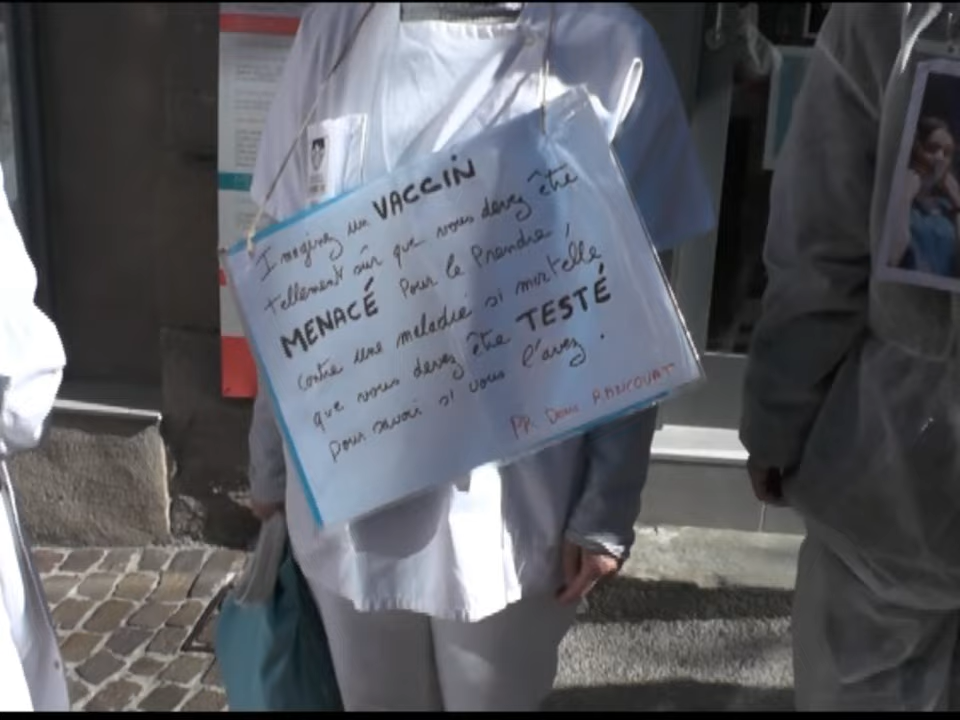 Imaginez un VACCIN
tellement sûr que vous devez être
MENACÉ Pour le Prendre,
contre une maladie si mortelle
que vous devez être TESTÉ
pour savoir si vous l'avez.
PR. Denis RANCOURT